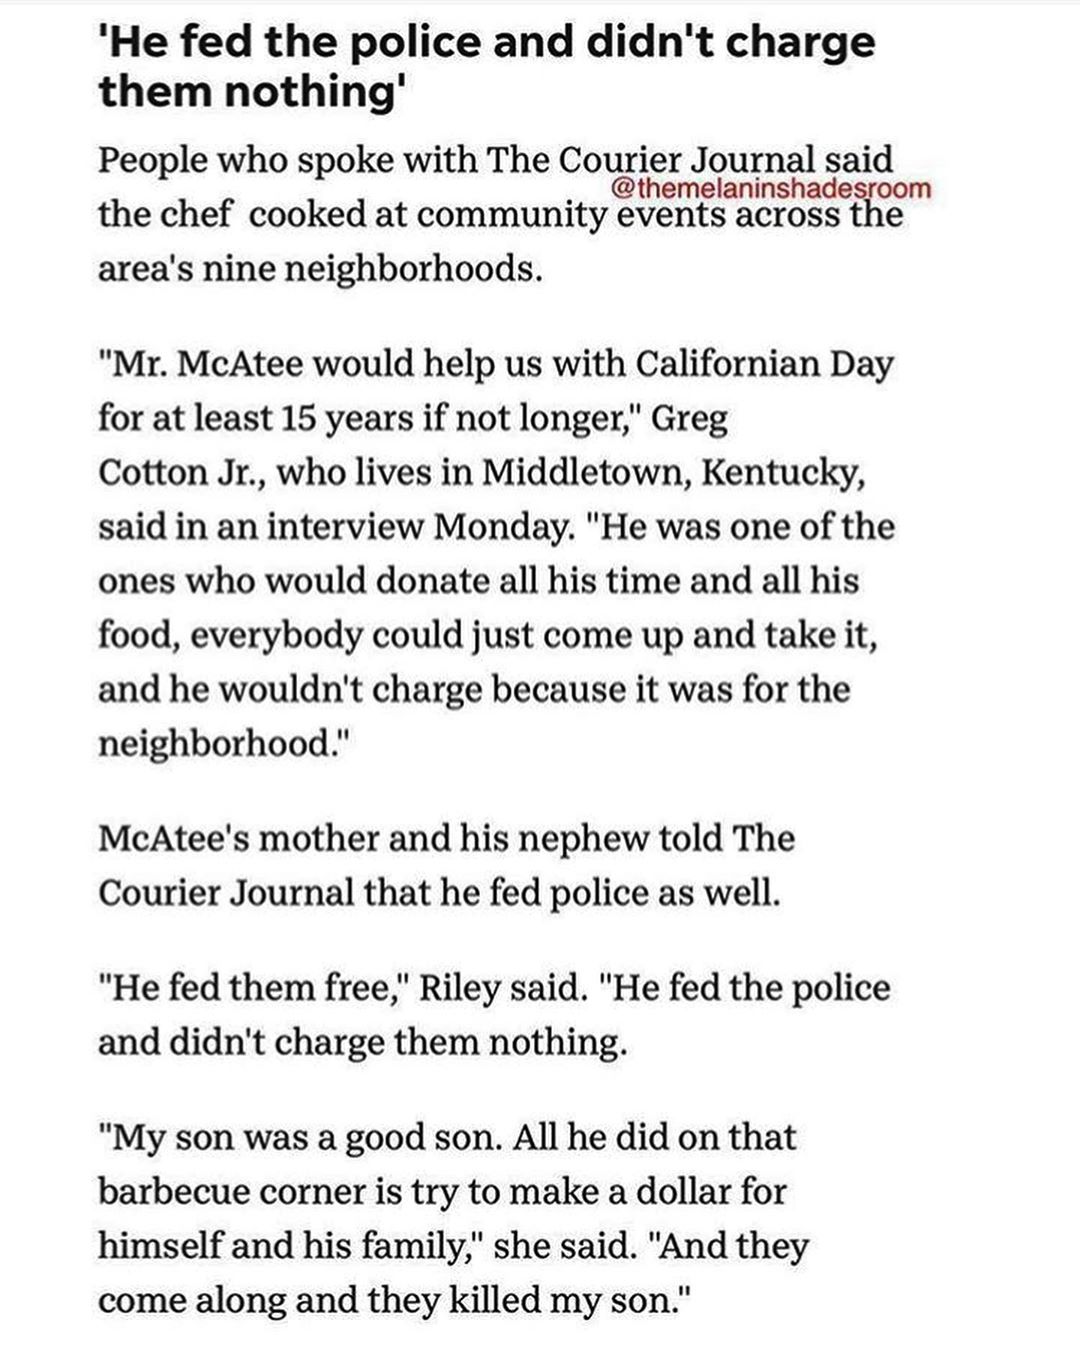 'He fed the police and didn't charge
them nothing'
People who spoke with The Courier Journal said
@themelaninshadesroom
the chef cooked at community events across the
area's nine neighborhoods.
"Mr. McAtee would help us with Californian Day
for at least 15 years if not longer," Greg
Cotton Jr., who lives in Middletown, Kentucky,
said in an interview Monday. "He was one of the
ones who would donate all his time and all his
food, everybody could just come up and take it,
and he wouldn't charge because it was for the
neighborhood."
McAtee's mother and his nephew told The
Courier Journal that he fed police as well.
"He fed them free," Riley said. "He fed the police
and didn't charge them nothing.
"My son was a good son. All he did on that
barbecue corner is try to make a dollar for
himself and his family," she said. "And they
come along and they killed my son."